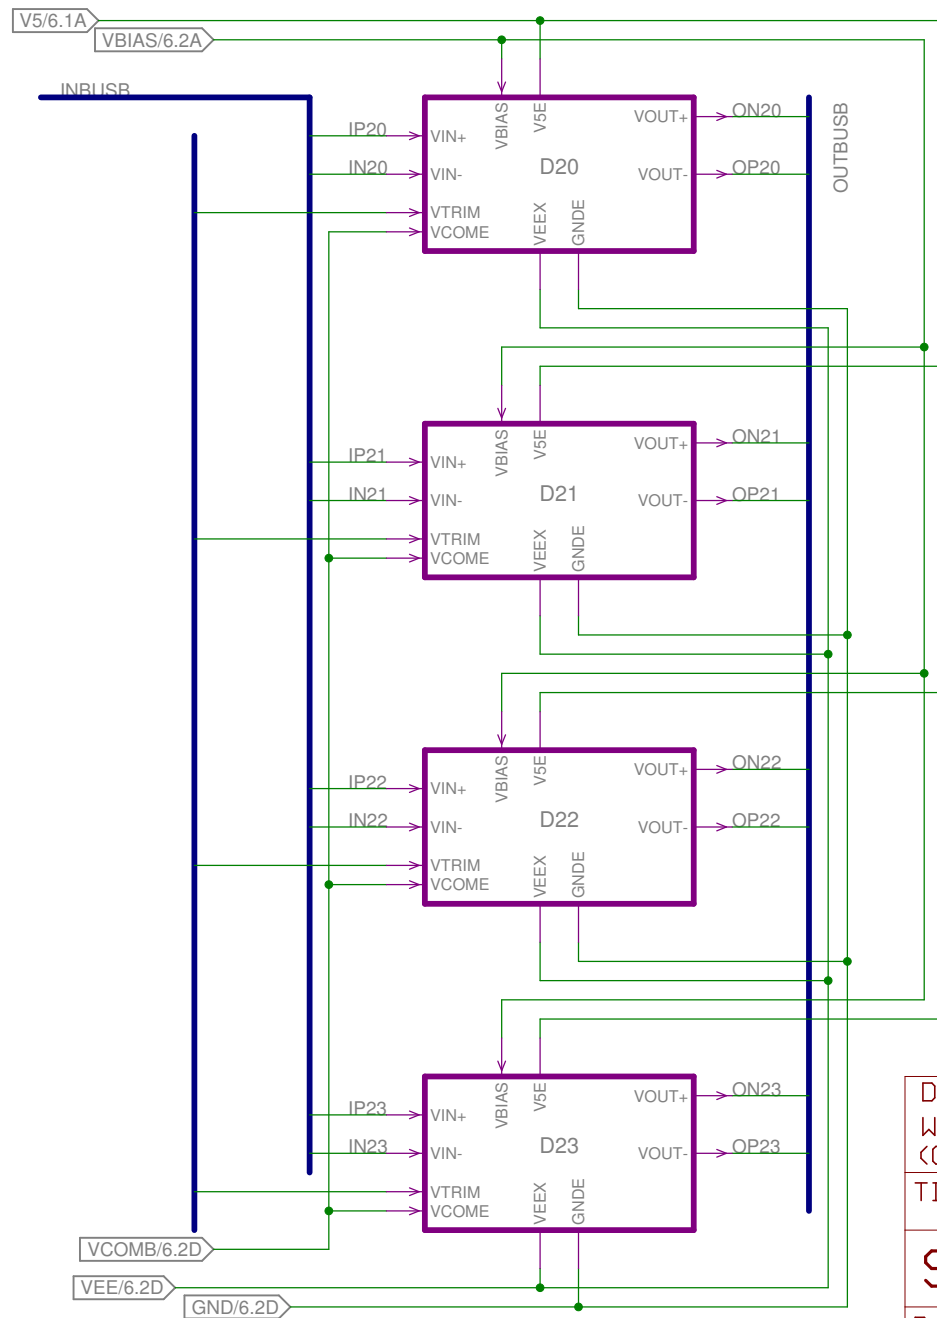 V5/6.1A
VBIAS/6.2A
INBUSB
OUTBUSB
IP20
IN20
VIN+
VIN-
VTRIM
VCOME
VBIAS
V5E
D20
VEEX
GNDE
VOUT+
VOUT-
ON20
OP20
IP21
IN21
VIN+
VIN-
VTRIM
VCOME
VBIAS
V5E
D21
VEEX
GNDE
VOUT+
VOUT-
ON21
OP21
IP22
IN22
VIN+
VIN-
VTRIM
VCOME
VBIAS
V5E
D22
VEEX
GNDE
VOUT+
VOUT-
ON22
OP22
IP23
IN23
VIN+
VIN-
VTRIM
VCOME
VBIAS
V5E
D23
VEEX
GNDE
VOUT+
VOUT-
ON23
OP23
VCOMB/6.2D
VEE/6.2D
GND/6.2D